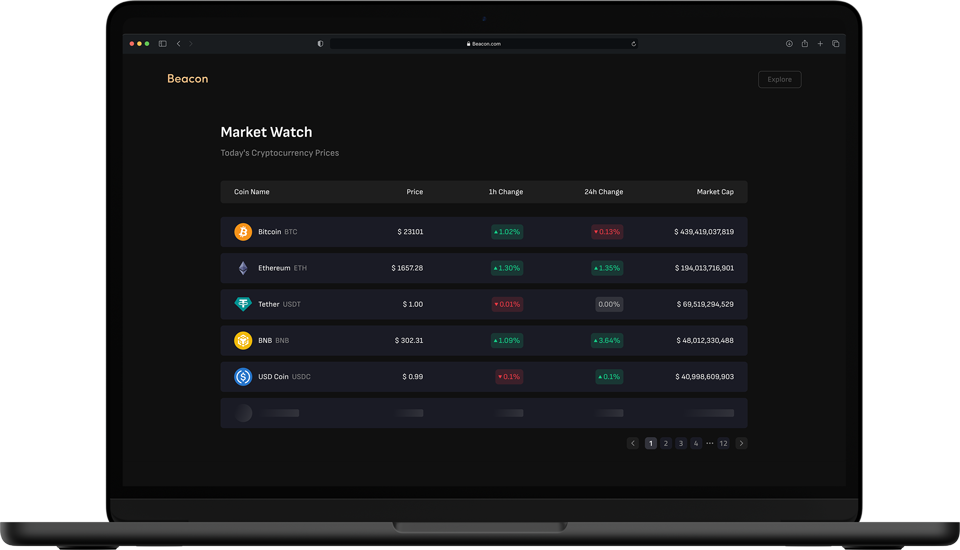 Beacon.com
Beacon
Explore
Market Watch
Today's Cryptocurrency Prices
Coin Name Price 1h Change 24h Change Market Cap
Bitcoin BTC $ 23101 ▲1.02% ▼0.13% $ 439,419,037,819
Ethereum ETH $ 1657.28 ▲1.30% ▲1.35% $ 194,013,716,901
Tether USDT $ 1.00 ▼0.01% 0.00% $ 69,519,294,529
BNB BNB $ 302.31 ▲1.09% ▲3.64% $ 48,012,330,488
USD Coin USDC $ 0.99 ▼0.1% ▲0.1% $ 40,998,609,903
< 1 2 3 4 ••• 12 >